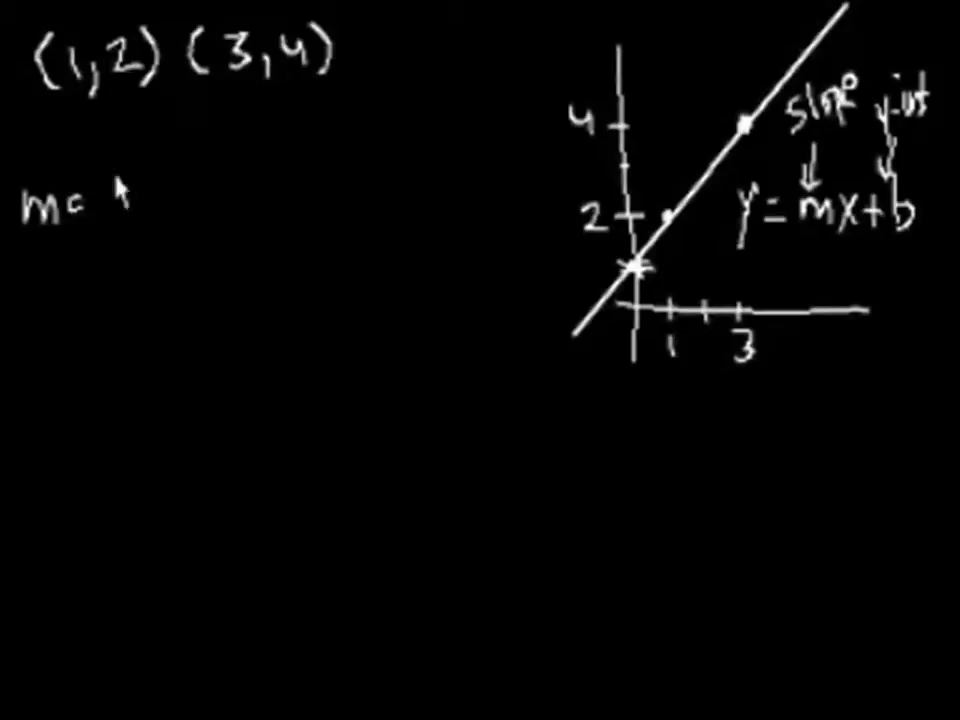 (1,2) (3,4)
m=
4
slope y-int
2
y=mx+b
1 3